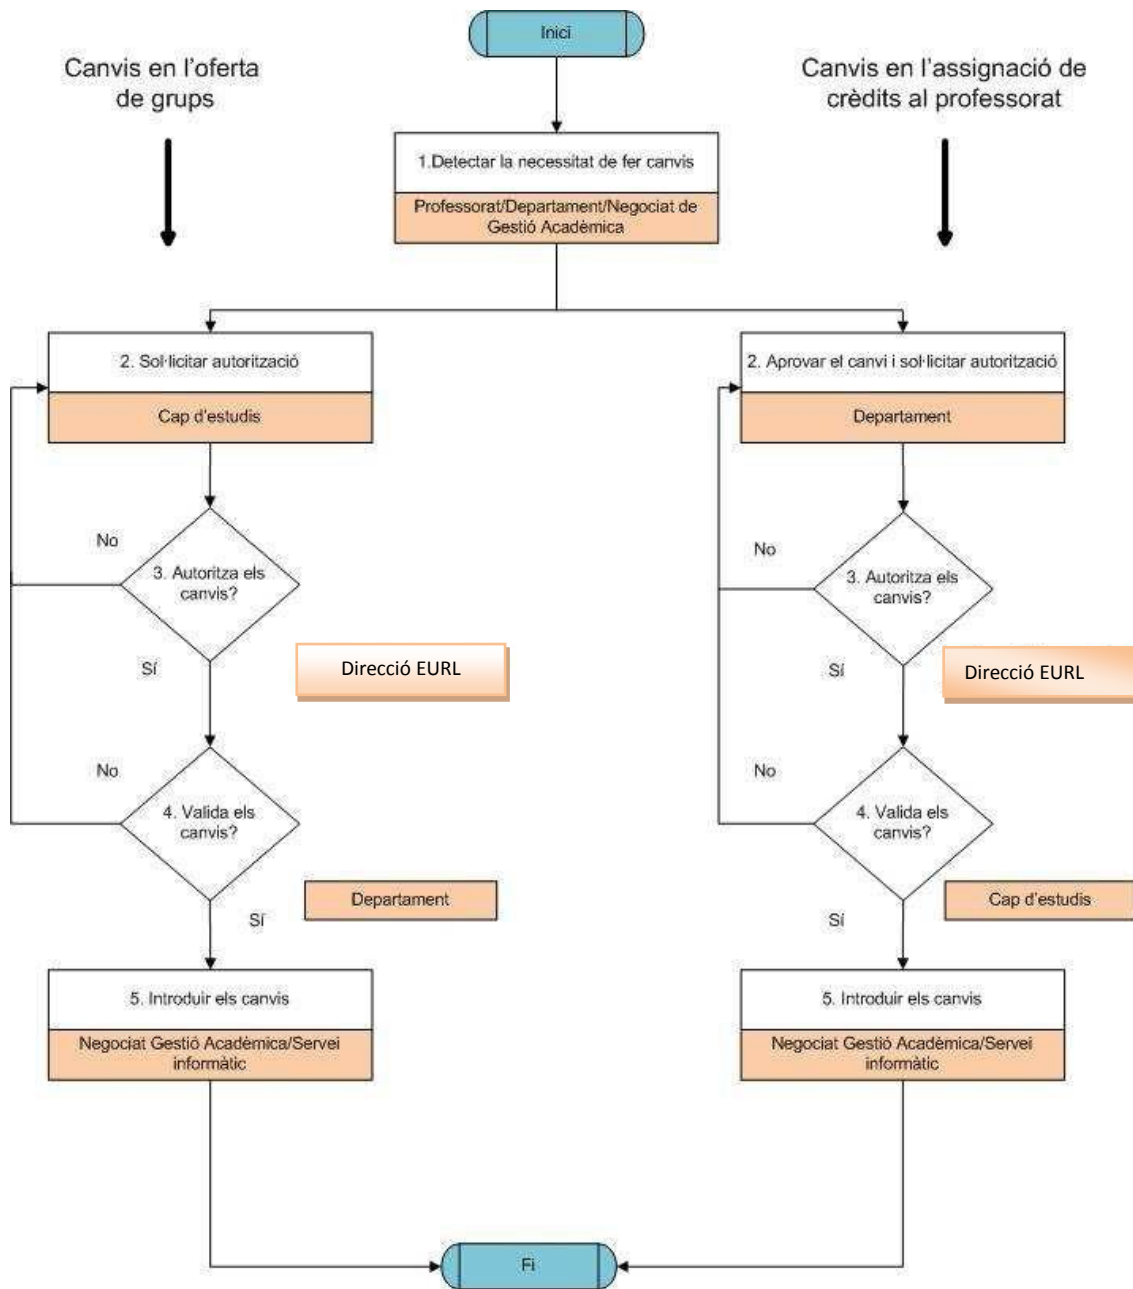 Inici
Canvis en l'oferta
de grups
Canvis en l'assignació de
crèdits al professorat
1.Detectar la necessitat de fer canvis
Professorat/Departament/Negociat de
Gestió Acadèmica
2. Sol·licitar autorització
Cap d'estudis
2. Aprovar el canvi i sol·licitar autorització
Departament
No
3. Autoritza els
canvis?
Sí
Direcció EURL
No
3. Autoritza els
canvis?
Sí
Direcció EURL
No
4. Valida els
canvis?
Sí
Departament
No
4. Valida els
canvis?
Sí
Cap d'estudis
5. Introduir els canvis
Negociat Gestió Acadèmica/Servei
informàtic
5. Introduir els canvis
Negociat Gestió Acadèmica/Servei
informàtic
Fi